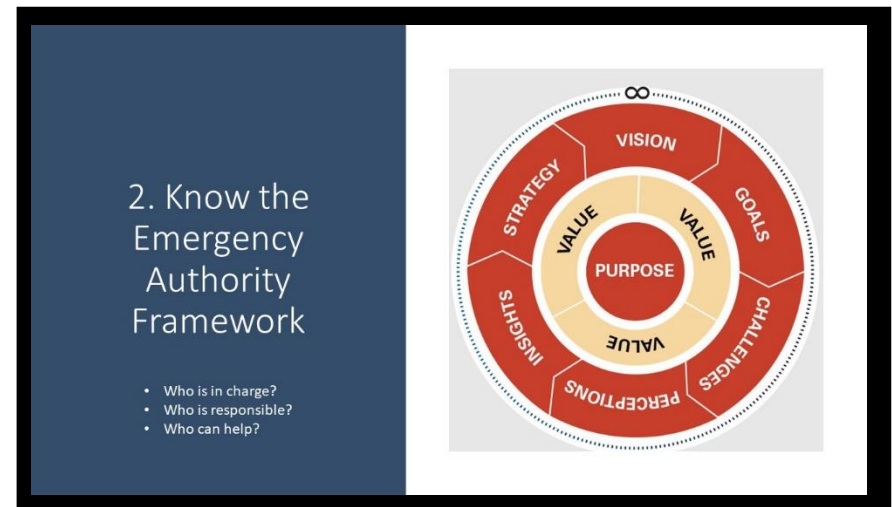 2. Know the
Emergency
Authority
Framework
• Who is in charge?
• Who is responsible?
• Who can help?
∞
VISION
GOALS
CHALLENGES
PERCEPTIONS
INSIGHTS
STRATEGY
VALUE
VALUE
VALUE
PURPOSE